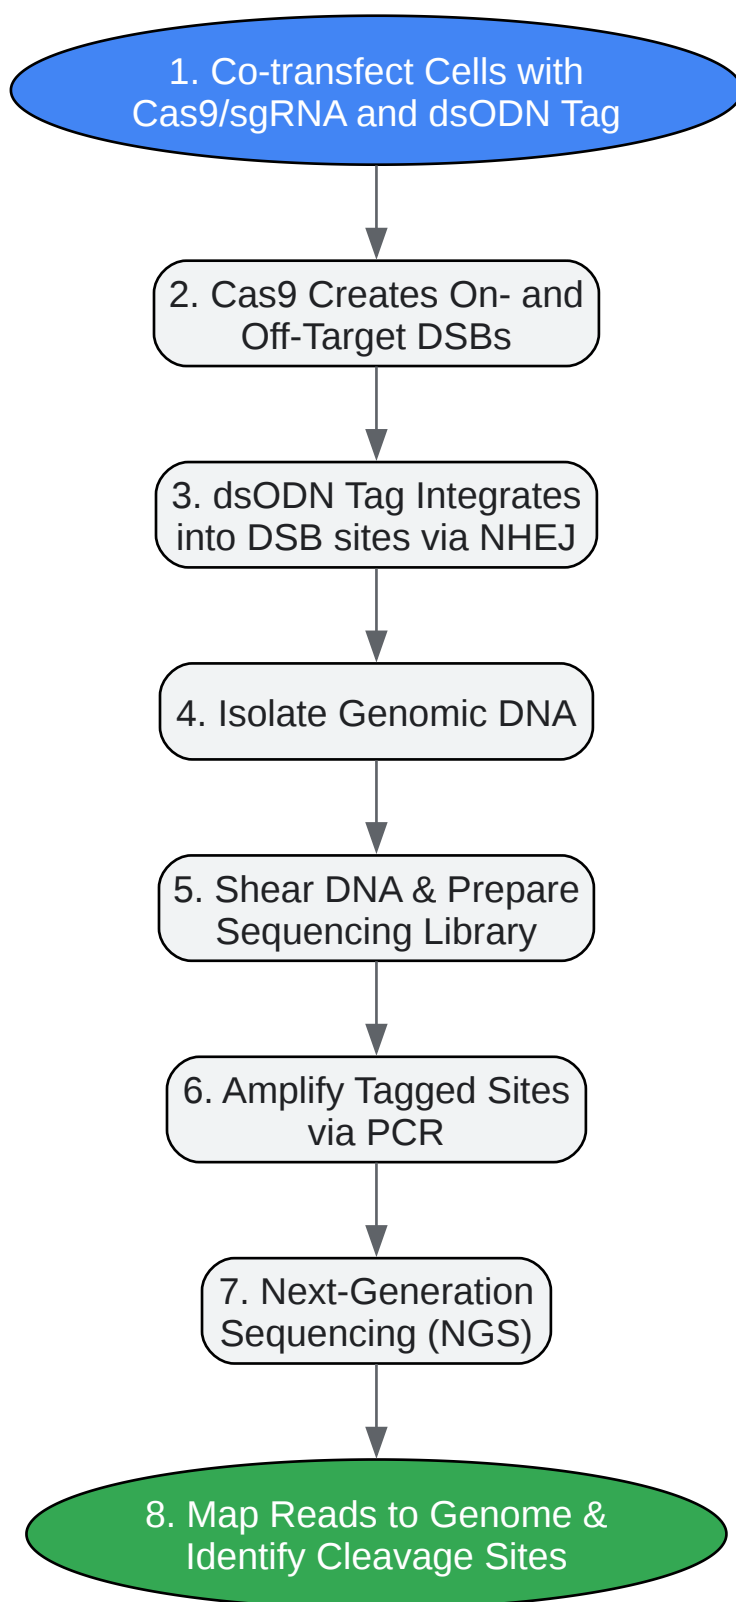 1. Co-transfect Cells with
Cas9/sgRNA and dsODN Tag
2. Cas9 Creates On- and
Off-Target DSBs
3. dsODN Tag Integrates
into DSB sites via NHEJ
4. Isolate Genomic DNA
5. Shear DNA & Prepare
Sequencing Library
6. Amplify Tagged Sites
via PCR
7. Next-Generation
Sequencing (NGS)
8. Map Reads to Genome &
Identify Cleavage Sites